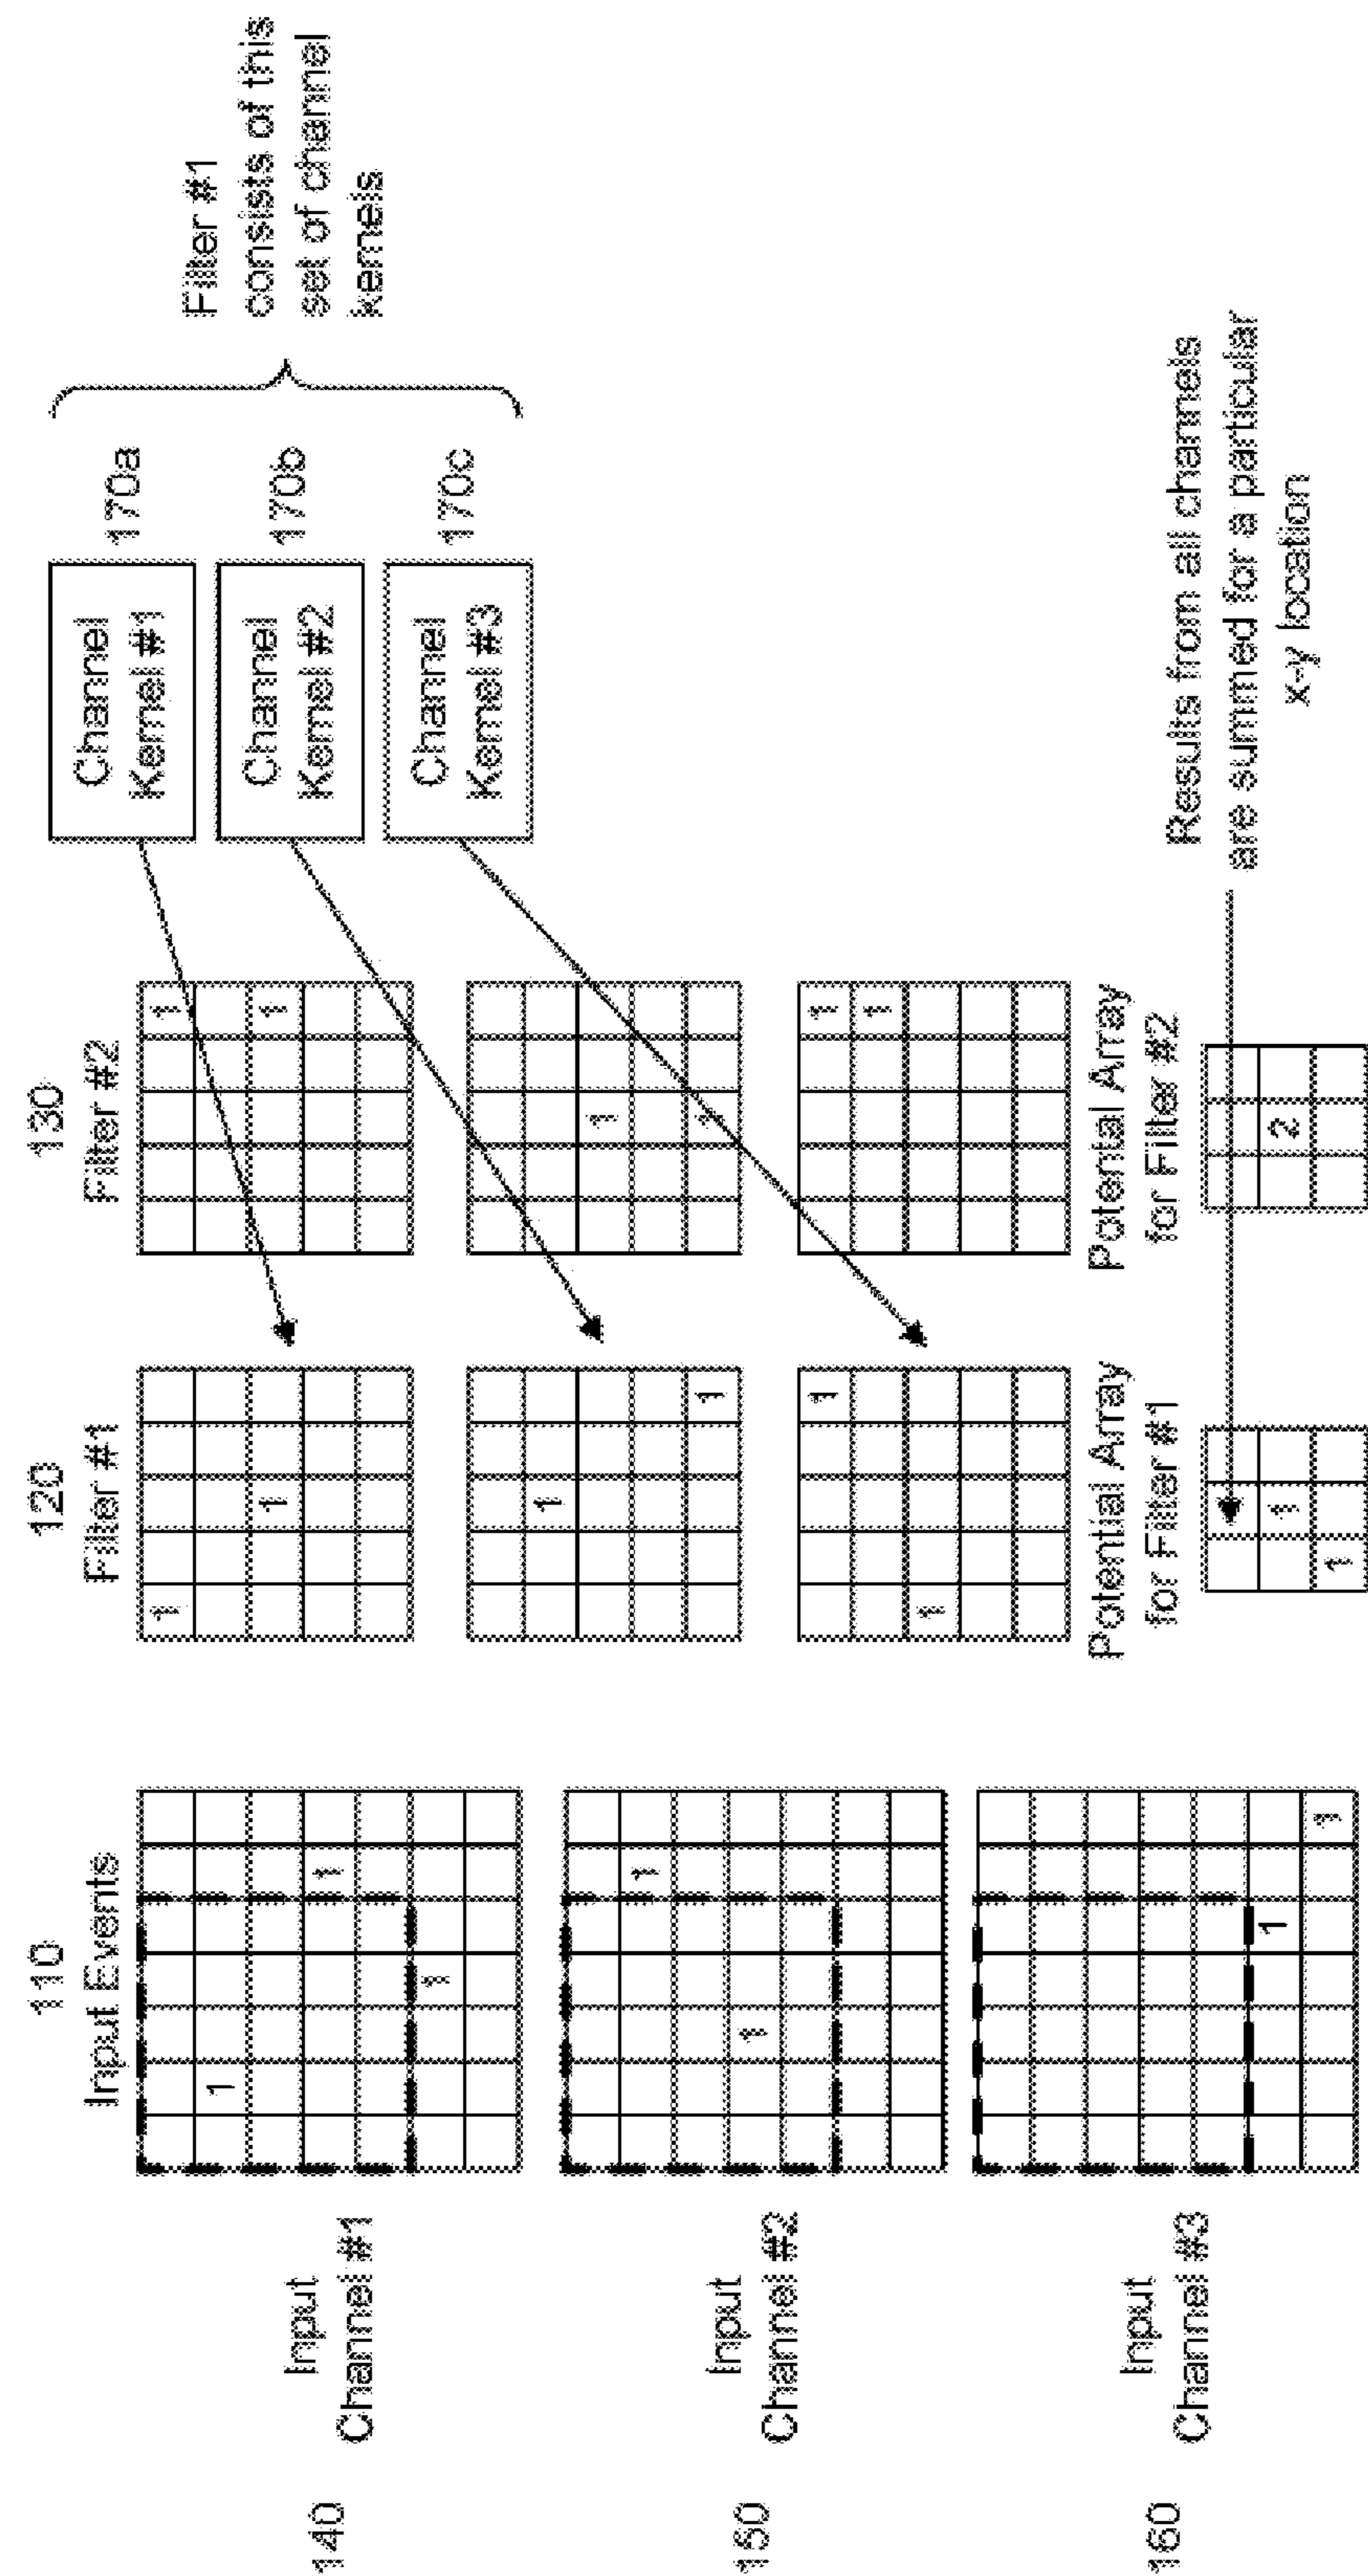 110
Input Events
120
Filter #1
130
Filter #2
140
Input
Channel #1
1
1
1
1
1
1
1
Channel
Kernel #1
170a
Channel
Kernel #2
170b
Channel
Kernel #3
170c
Filter #1
consists of this
set of channel
kernels
150
Input
Channel #2
1
1
1
1
1
1
160
Input
Channel #3
1
1
1
1
1
1
Potential Array
for Filter #1
1
1
Potental Array
for Filter #2
2
Results from all channels
are summed for a particular
x-y location